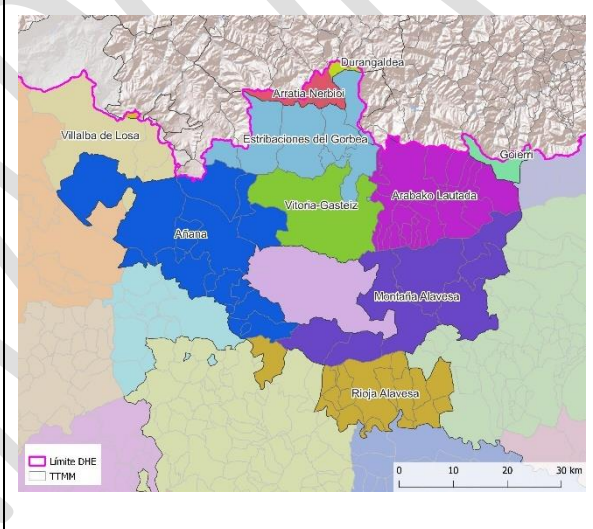 Durangaldea
Arratia-Nerbioi
Villalba de Losa
Estribaciones del Gorbea
Goierri
Vitoria-Gasteiz
Arabako Lautada
Añana
Montaña Alavesa
Rioja Alavesa
Límite DHE
TTMM
0 10 20 30 km